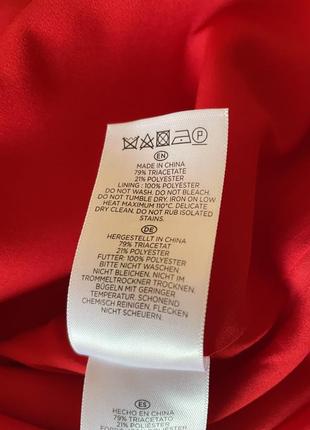 P
EN
MADE IN CHINA
79% TRIACETATE
21% POLYESTER
LINING : 100% POLYESTER
DO NOT WASH. DO NOT BLEACH.
DO NOT TUMBLE DRY. IRON ON LOW
HEAT MAXIMUM 110°C. DELICATE
DRY CLEAN. DO NOT RUB ISOLATED
STAINS.
DE
HERGESTELLT IN CHINA
79% TRIACETAT
21% POLYESTER
FUTTER: 100% POLYESTER
BITTE NICHT WASCHEN.
NICHT BLEICHEN. NICHT IM
TROMMELTROCKNER TROCKNEN.
BÜGELN MIT GERINGER
TEMPERATUR. SCHONEND
CHEMISCH REINIGEN, FLECKEN
NICHT SCHEUERN.
ES
HECHO EN CHINA
79% TRIACETATO
21% POLIÉSTER